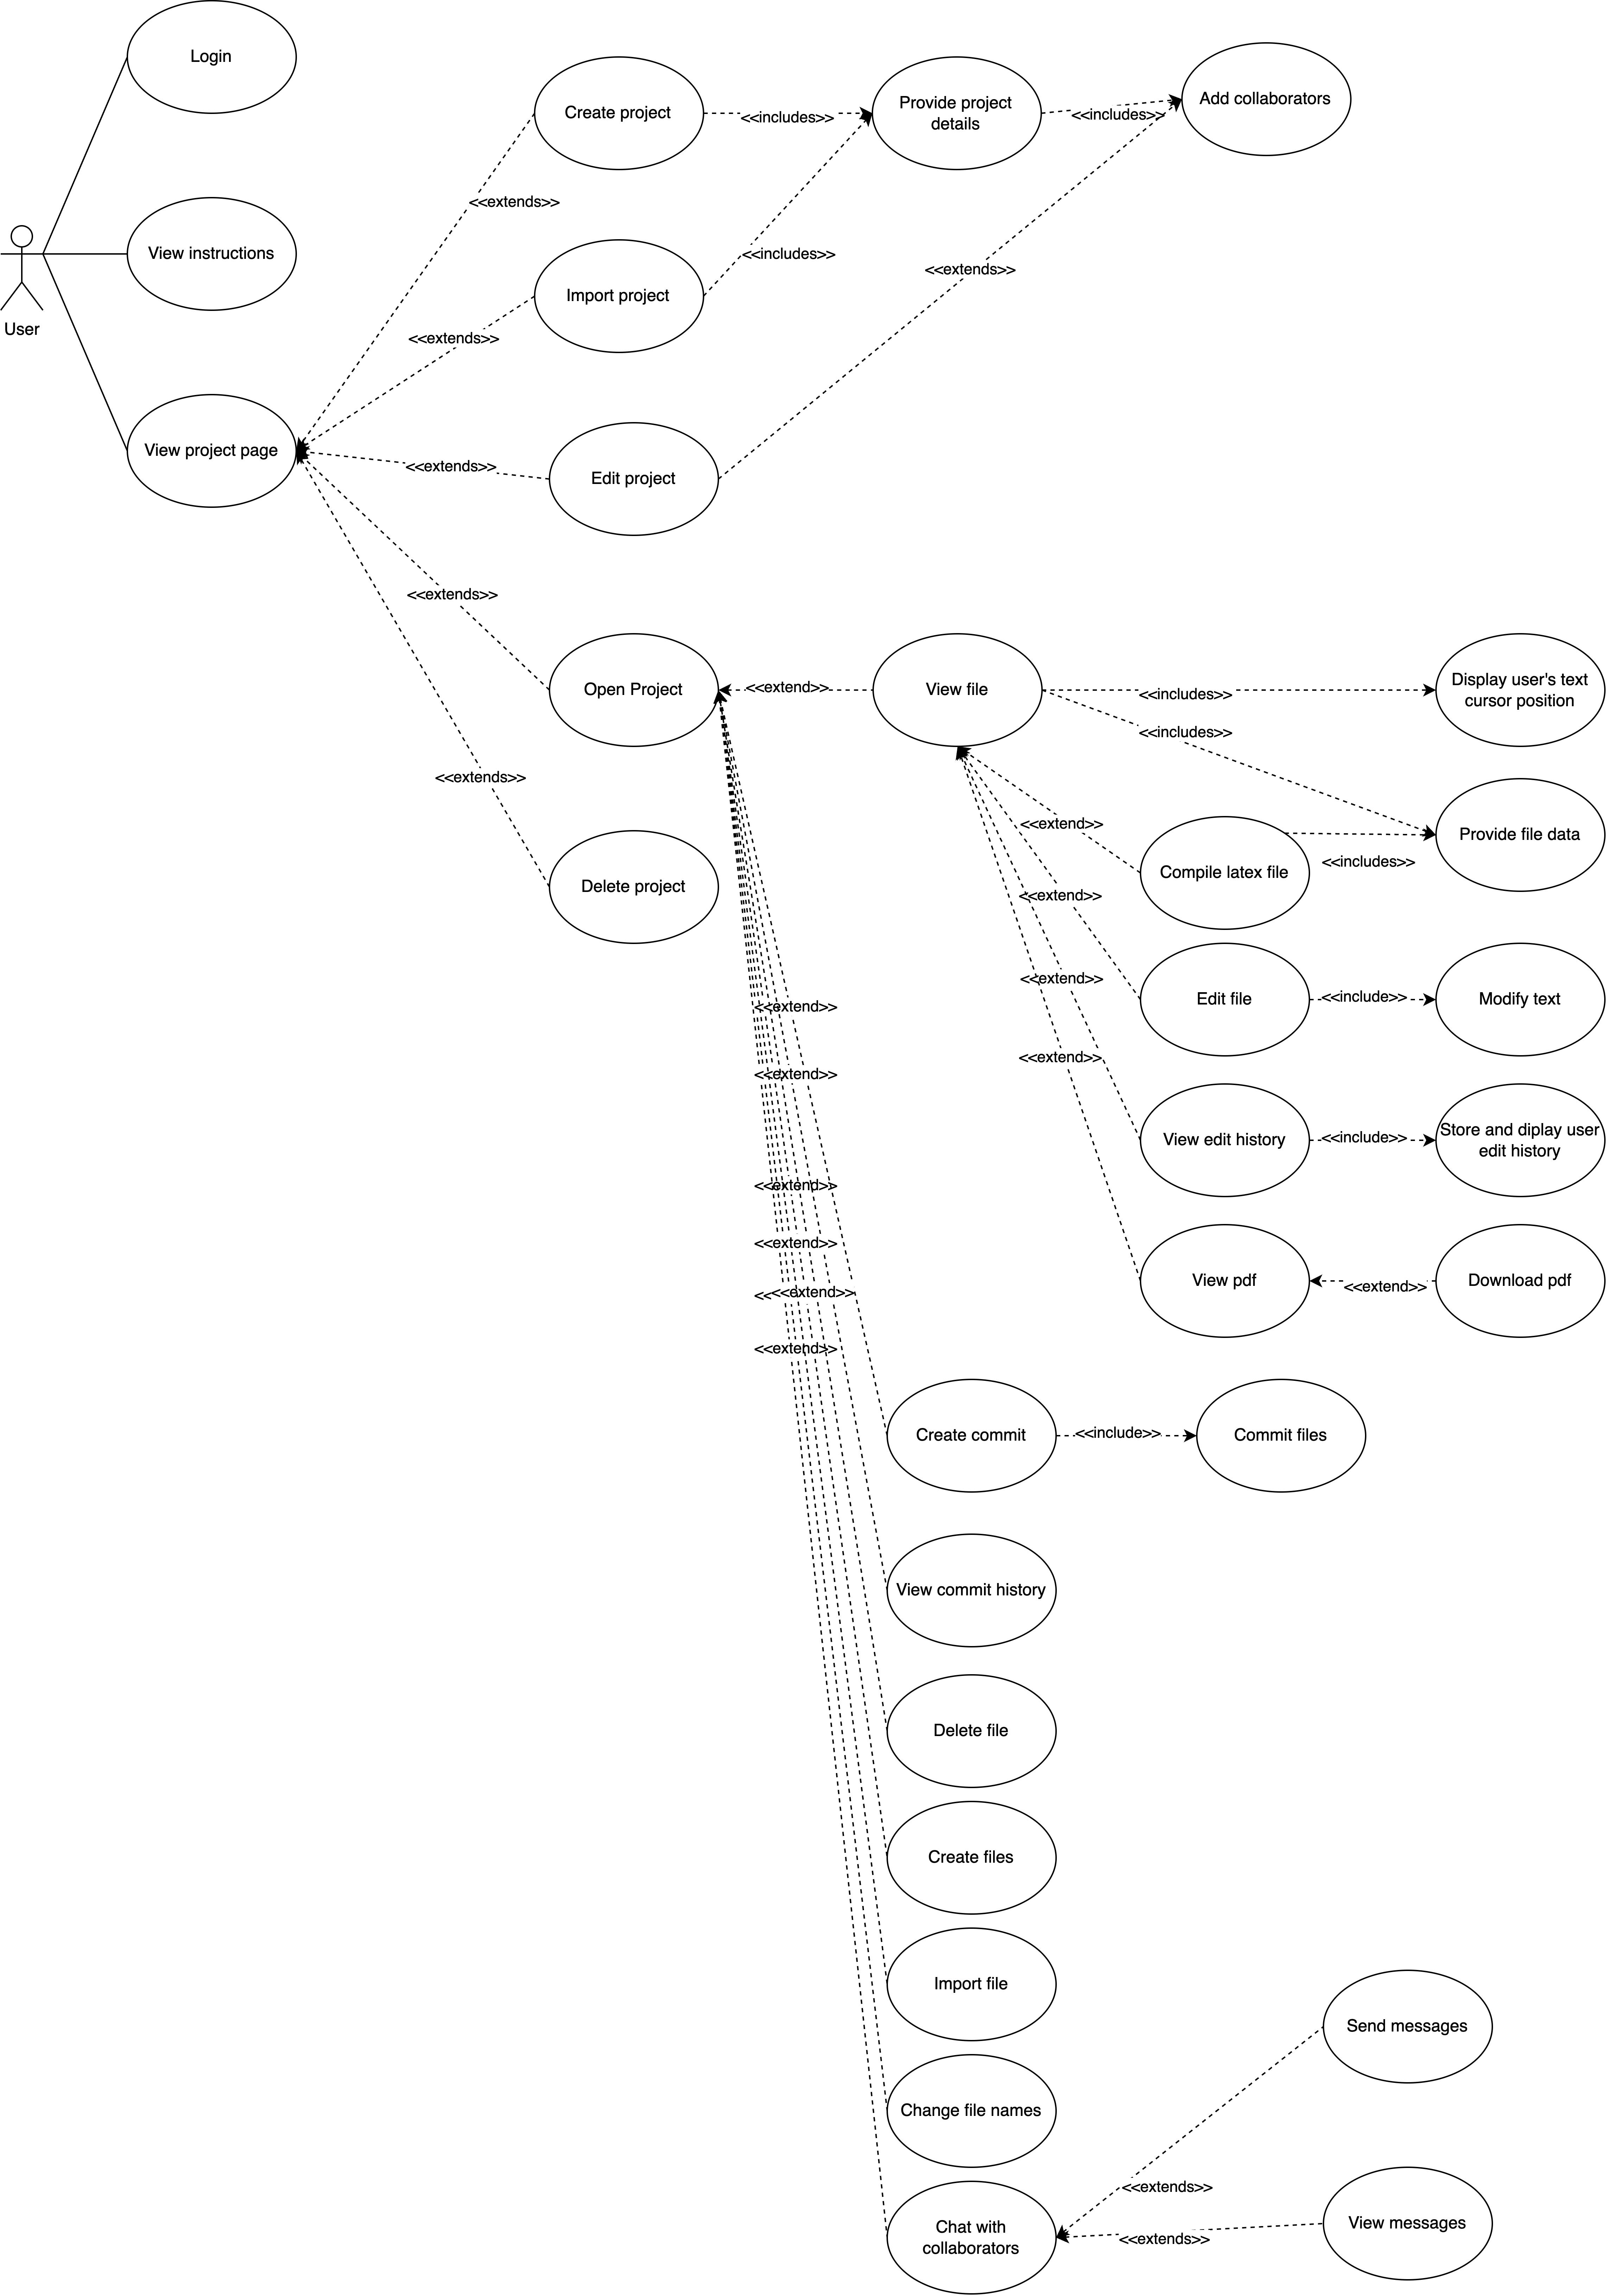 Login
Create project
<<includes>>
Provide project
details
<<includes>>
Add collaborators
<<extends>>
View instructions
User
Import project
<<includes>>
<<extends>>
<<extends>>
View project page
<<extends>>
Edit project
<<extends>>
Open Project
<<extend>>
View file
<<includes>>
Display user's text
cursor position
<<includes>>
<<extends>>
Delete project
<<extend>>
Compile latex file
<<includes>>
Provide file data
<<extend>>
Edit file
<<include>>
Modify text
<<extend>>
<<extend>>
View edit history
<<include>>
Store and diplay user
edit history
View pdf
<<extend>>
Download pdf
<<extend>>
<<extend>>
<<extend>>
<<extend>>
<<
<<extend>>
<<extend>>
Create commit
<<include>>
Commit files
View commit history
Delete file
Create files
Import file
Change file names
Chat with
collaborators
Send messages
<<extends>>
View messages
<<extends>>